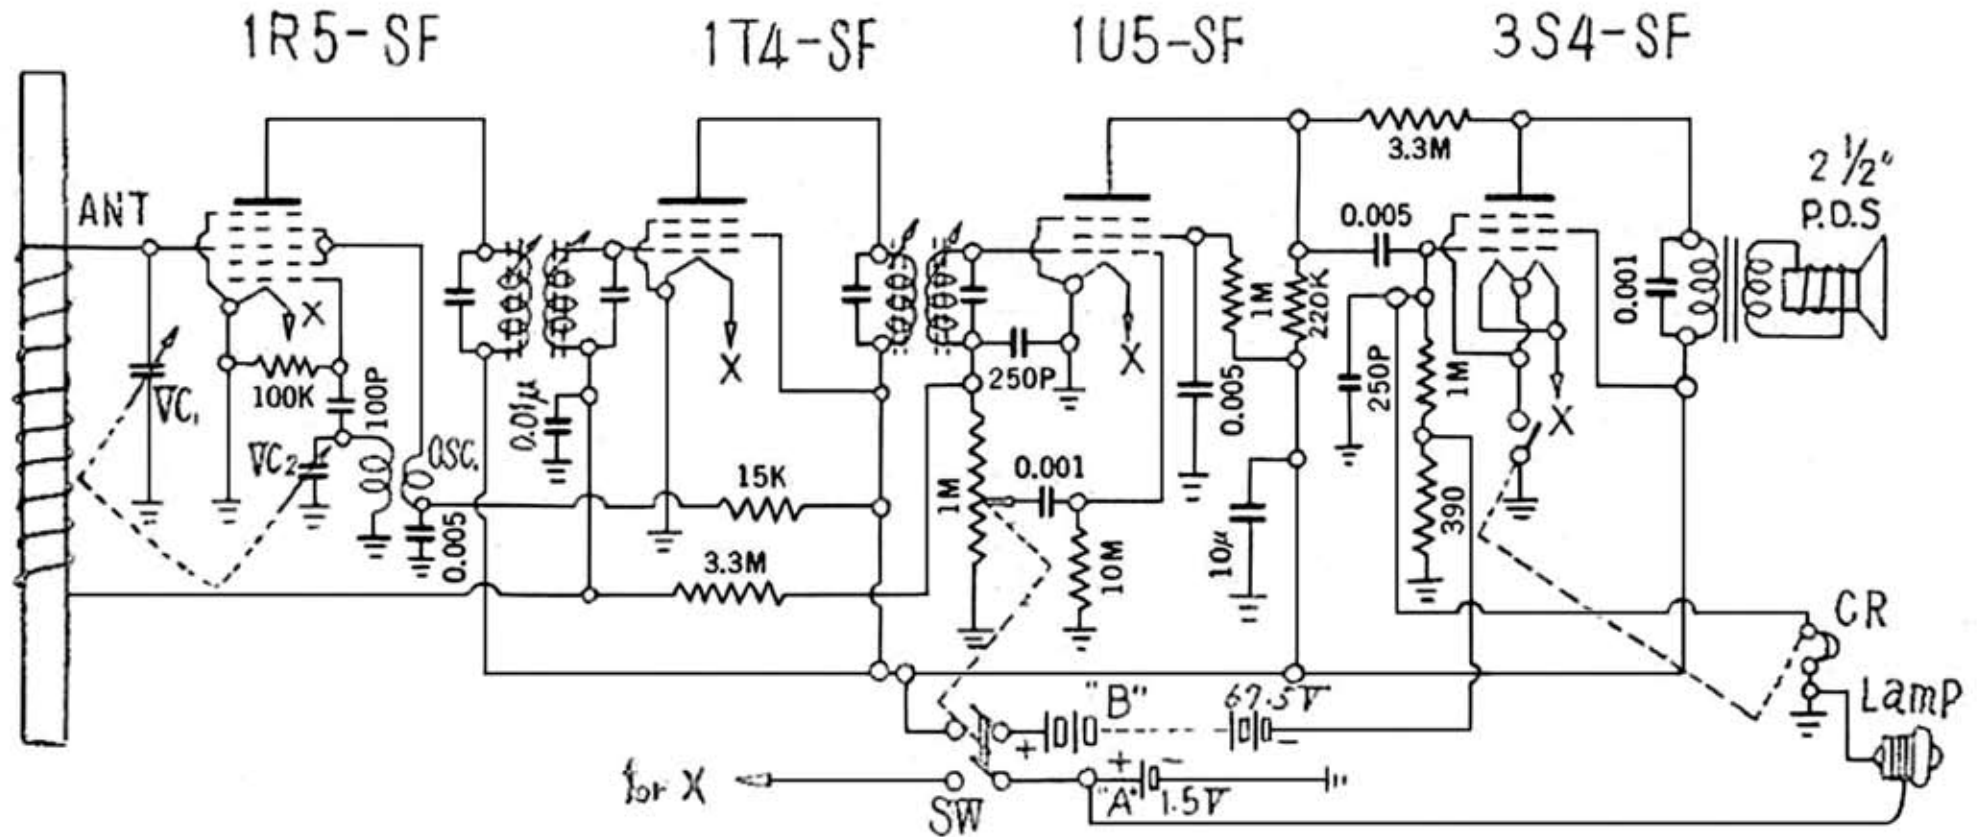 1R5-SF 1T4-SF 1U5-SF 3S4-SF
2 ½"
P.D.S
ANT
3.3M
0.005
0.001
1M
220K
X
VC1
100K
100P
VC2
OSC.
0.005
0.01μ
X
15K
3.3M
250P
X
1M
0.001
10M
0.005
10μ
250P
1M
390
X
CR
Lamp
"B"
67.5V
+
-
for X
SW
+
-
"A" 1.5V